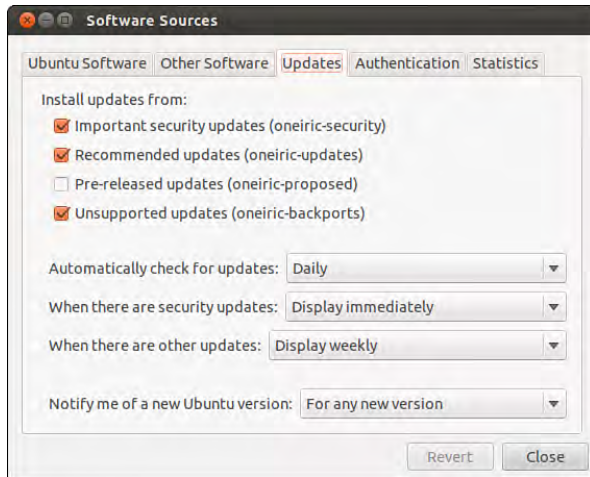 Software Sources
Ubuntu Software Other Software Updates Authentication Statistics
Install updates from:
Important security updates (oneiric-security)
Recommended updates (oneiric-updates)
Pre-released updates (oneiric-proposed)
Unsupported updates (oneiric-backports)
Automatically check for updates: Daily
When there are security updates: Display immediately
When there are other updates: Display weekly
Notify me of a new Ubuntu version: For any new version
Revert Close